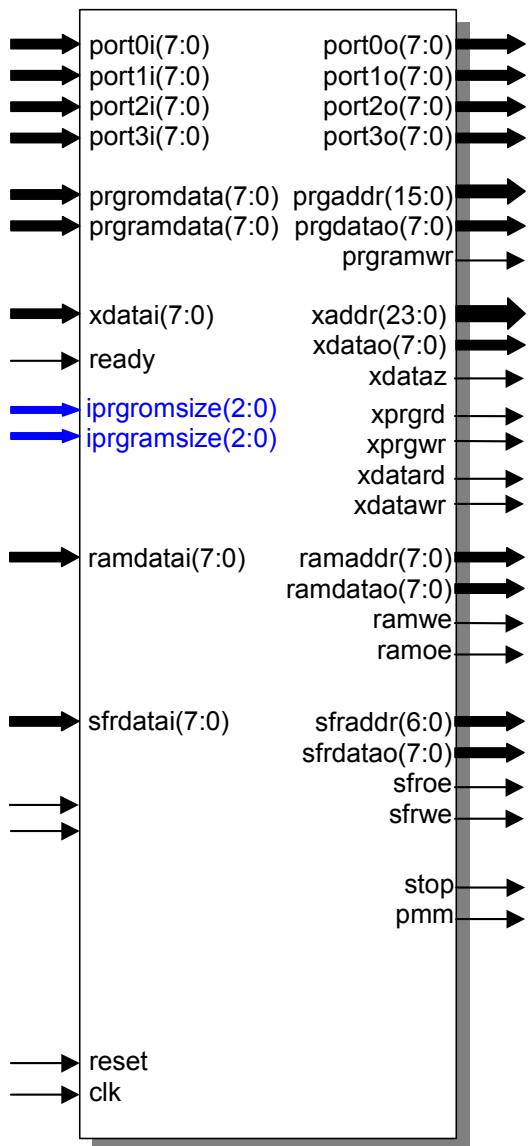 port0i(7:0) port0o(7:0)
port1i(7:0) port1o(7:0)
port2i(7:0) port2o(7:0)
port3i(7:0) port3o(7:0)
prgromdata(7:0) prgaddr(15:0)
prgramdata(7:0) prgdatao(7:0)
prgramwr
xdatai(7:0) xaddr(23:0)
xdatao(7:0)
ready
xdataz
iprgromsize(2:0) xprgrd
iprgramsize(2:0) xprgwr
xdatard
xdatawr
ramdatai(7:0) ramaddr(7:0)
ramdatao(7:0)
ramwe
ramoe
sfrdatai(7:0) sfraddr(6:0)
sfrdatao(7:0)
sfroe
sfrwe
stop
pmm
reset
clk